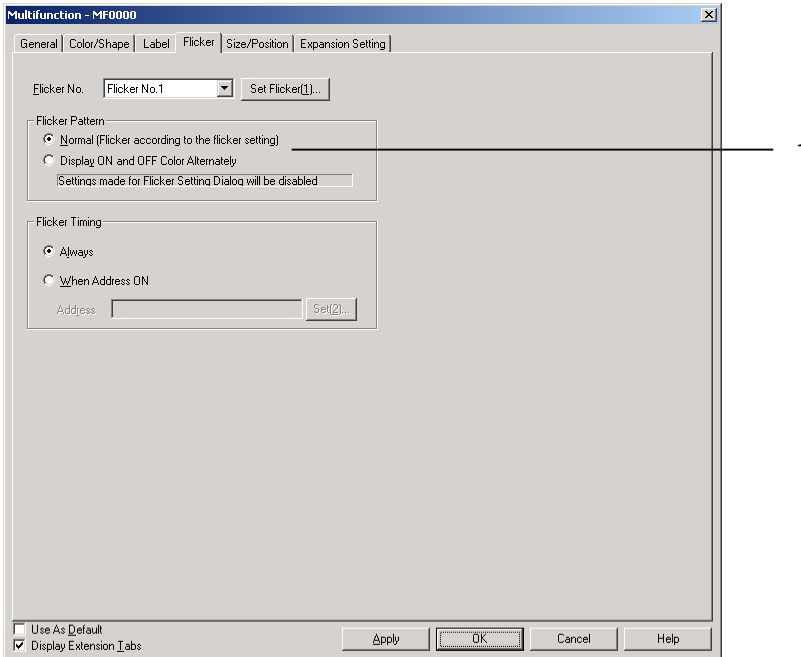 Multifunction - MF0000
General Color/Shape Label Flicker Size/Position Expansion Setting
Flicker No. Flicker No.1 Set Flicker(1)...
Flicker Pattern
Normal (Flicker according to the flicker setting)
Display ON and OFF Color Alternately
Settings made for Flicker Setting Dialog will be disabled
Flicker Timing
Always
When Address ON
Address Set(2)...
Use As Default
Display Extension Tabs
Apply OK Cancel Help